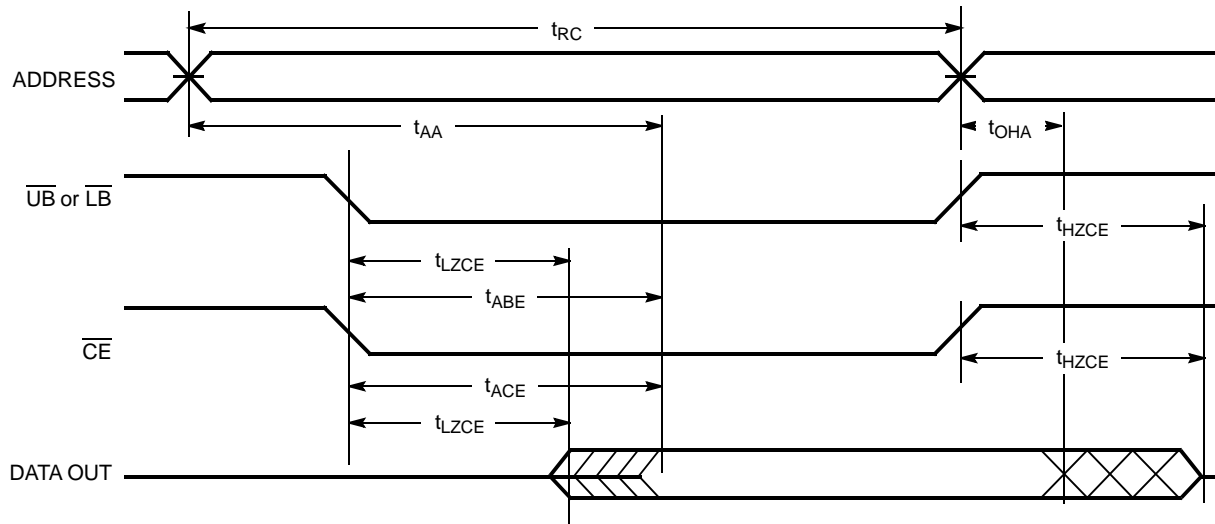 tRC
ADDRESS
tAA
tOHA
UB or LB
tHZCE
tLZCE
tABE
CE
tHZCE
tACE
tLZCE
DATA OUT